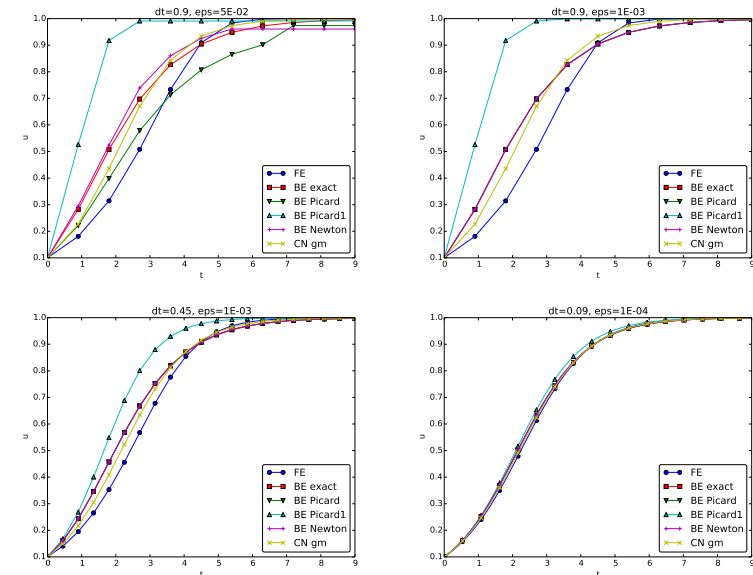 dt=0.9, eps=5E-02
1.0
0.9
0.8
0.7
0.6
0.5
0.4
0.3
0.2
0.1
u
0 1 2 3 4 5 6 7 8 9
t
FE
BE exact
BE Picard
BE Picard1
BE Newton
CN gm
dt=0.9, eps=1E-03
1.0
0.9
0.8
0.7
0.6
0.5
0.4
0.3
0.2
0.1
u
0 1 2 3 4 5 6 7 8 9
t
FE
BE exact
BE Picard
BE Picard1
BE Newton
CN gm
dt=0.45, eps=1E-03
1.0
0.9
0.8
0.7
0.6
0.5
0.4
0.3
0.2
0.1
u
0 1 2 3 4 5 6 7 8 9
t
FE
BE exact
BE Picard
BE Picard1
BE Newton
CN gm
dt=0.09, eps=1E-04
1.0
0.9
0.8
0.7
0.6
0.5
0.4
0.3
0.2
0.1
u
0 1 2 3 4 5 6 7 8 9
t
FE
BE exact
BE Picard
BE Picard1
BE Newton
CN gm